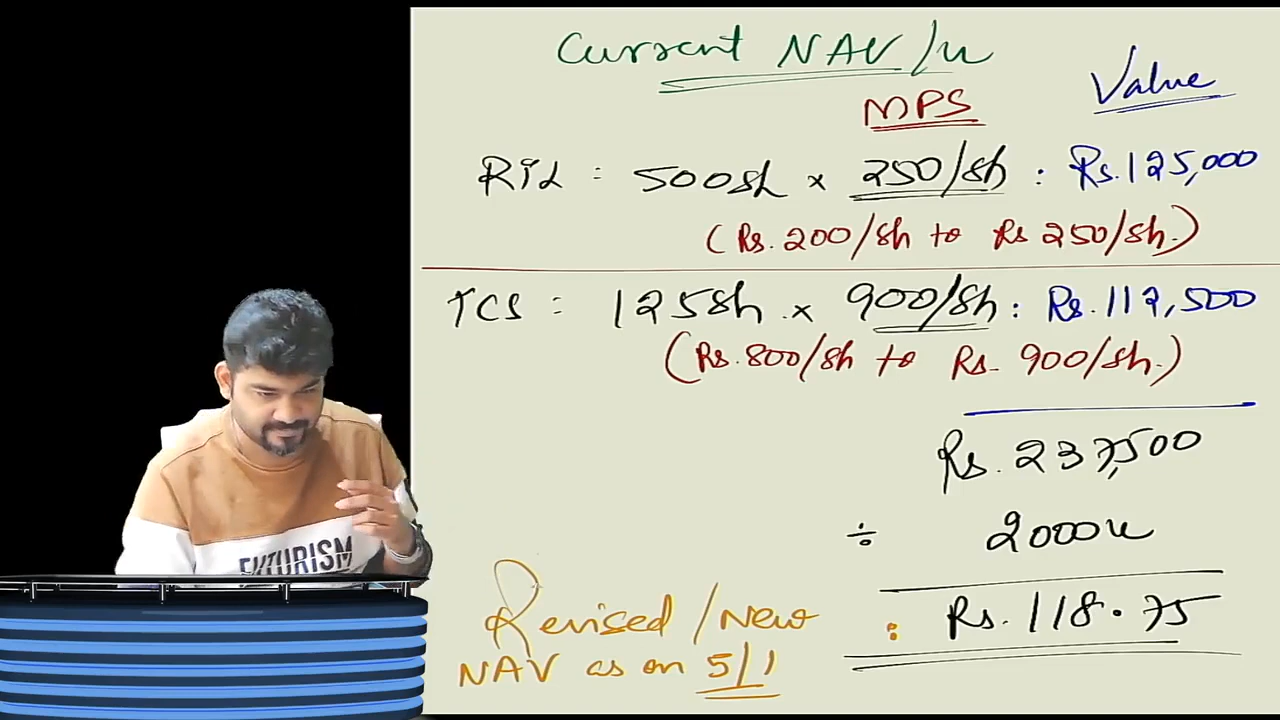 Current NAV/u
MPS
Value
RIL : 500sh × 250/sh : Rs.125,000
(Rs.200/sh to Rs 250/sh.)
TCS = 125sh × 900/sh : Rs.112,500
(Rs.800/sh to Rs. 900/sh.)
Rs.237,500
÷ 2000u
Revised/New : Rs.118.75
NAV as on 5/1
FUTURISM